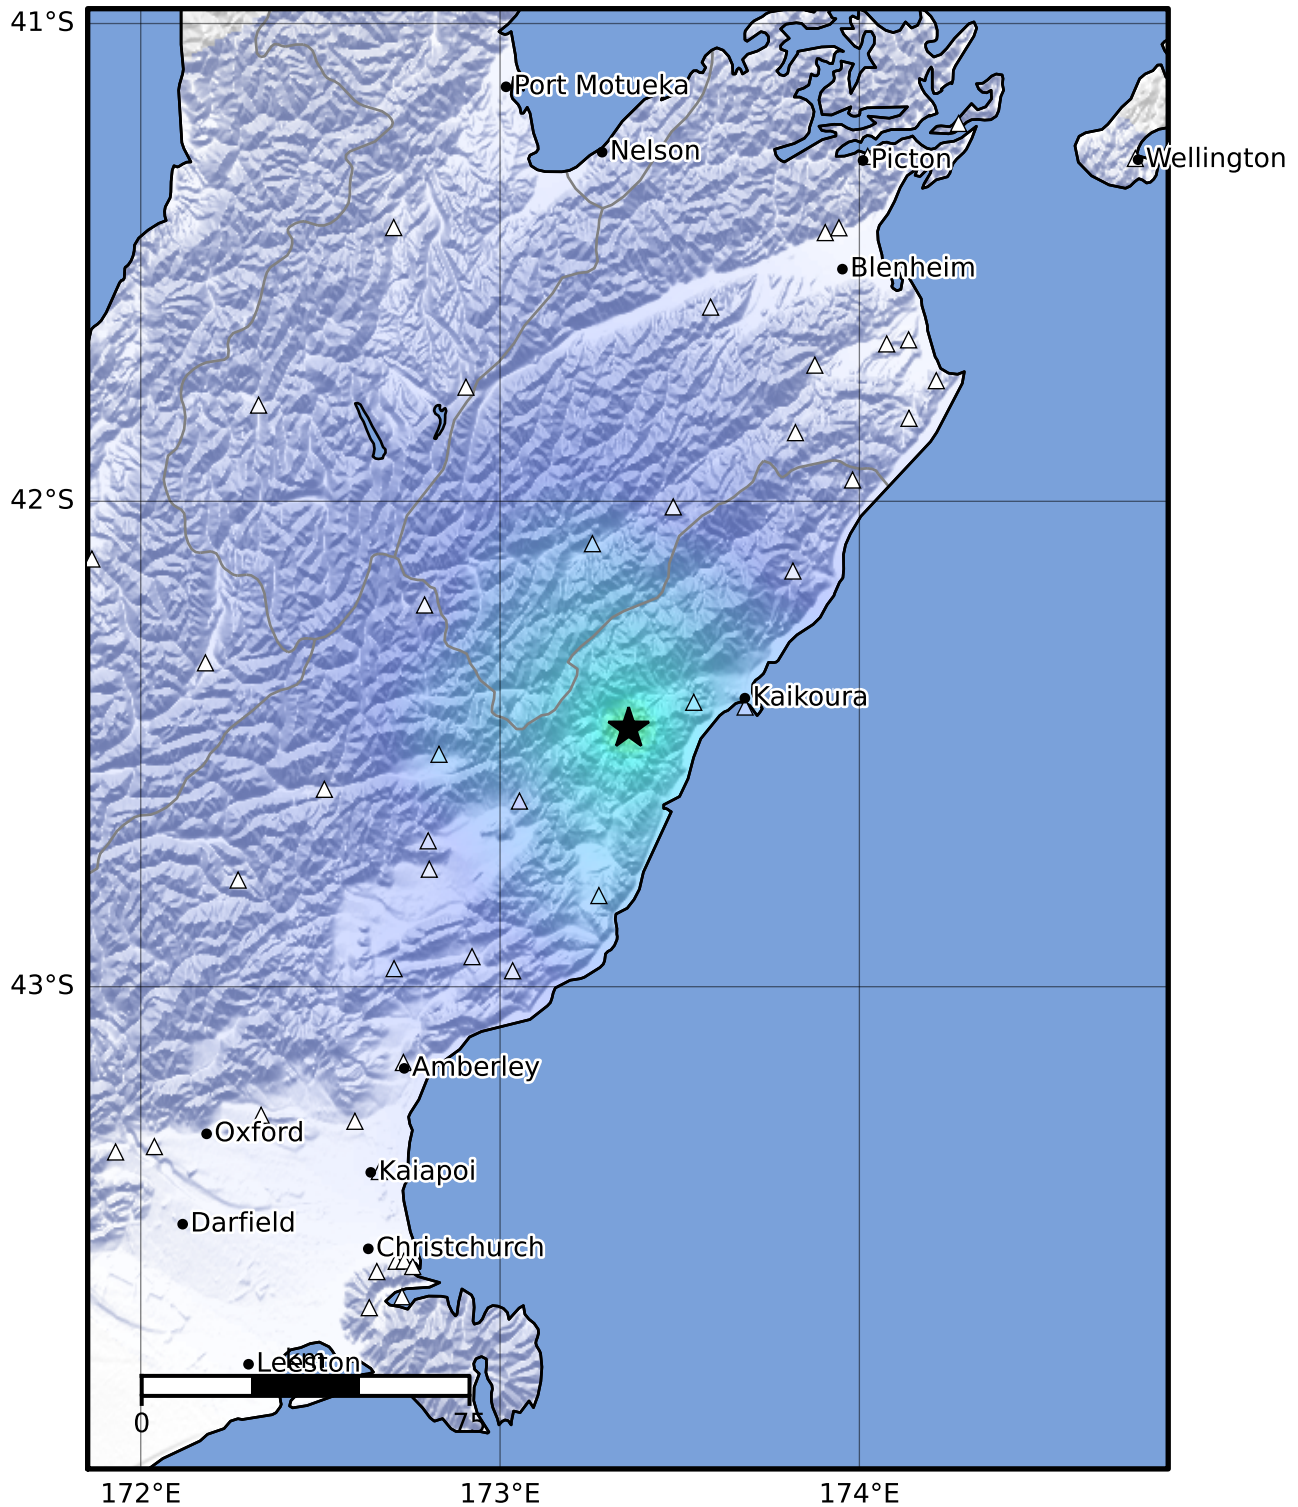 41°S
Port Motueka
Nelson
Picton
Wellington
Blenheim
42°S
Kaikoura
43°S
Amberley
Oxford
Kaiapoi
Darfield
Christchurch
km
Leeston
0 75
172°E 173°E 174°E